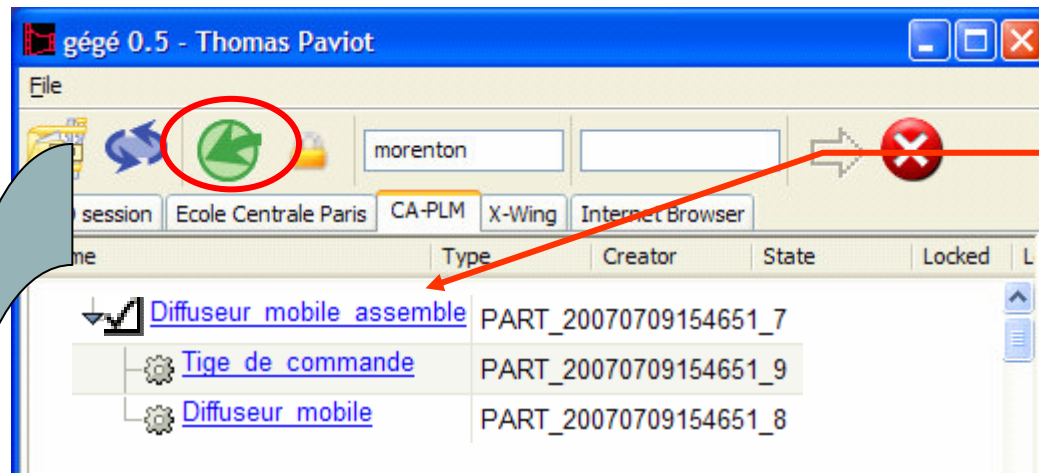 gégé 0.5 - Thomas Paviot
File
morenton
session Ecole Centrale Paris CA-PLM X-Wing Internet Browser
Type Creator State Locked
Diffuseur mobile assemble PART_20070709154651_7
Tige de commande PART_20070709154651_9
Diffuseur mobile PART_20070709154651_8